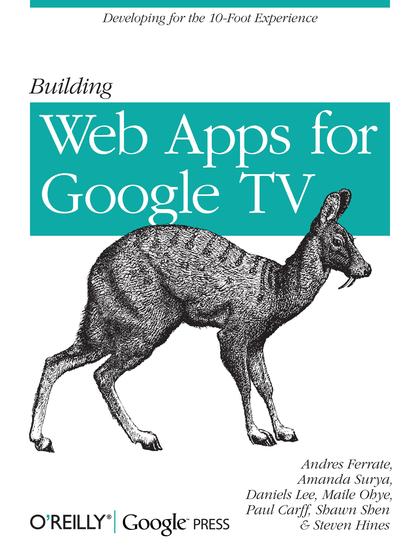 Developing for the 10-Foot Experience
Building
Web Apps for
Google TV
Andres Ferrate,
Amanda Surya,
Daniels Lee, Maile Ohye,
Paul Carff, Shawn Shen
& Steven Hines
O'REILLY® Google PRESS